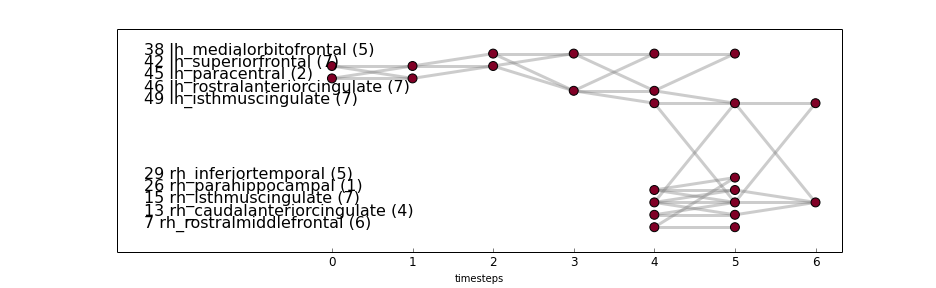 38 lh_medialorbitofrontal (5)
42 lh_superiorfrontal (7)
45 lh_paracentral (2)
46 lh_rostralanteriorcingulate (7)
49 lh_isthmuscingulate (7)
29 rh_inferiortemporal (5)
26 rh_parahippocampal (1)
15 rh_isthmuscingulate (7)
13 rh_caudalanteriorcingulate (4)
7 rh_rostralmiddlefrontal (6)
0 1 2 3 4 5 6
timesteps